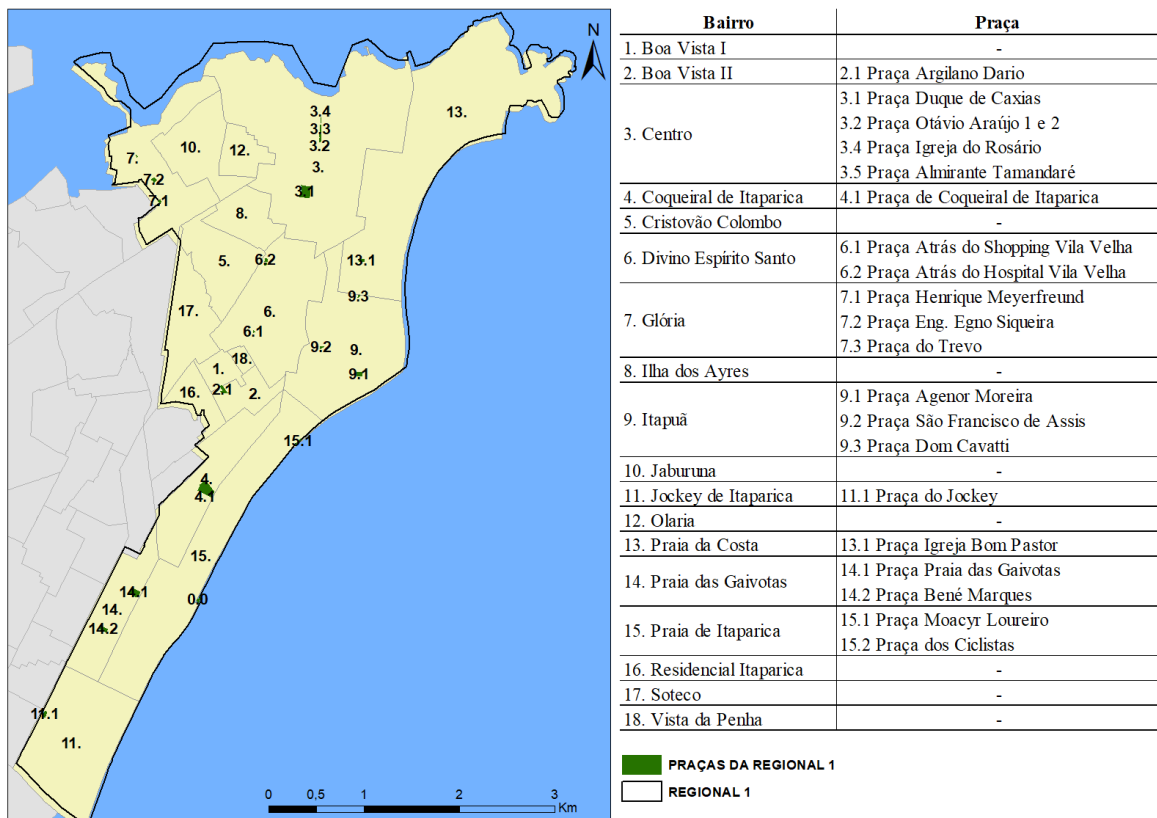 N
3.4
3.3
3.2
3.
3.1
13.
10.
12.
7.
7.2
7.1
8.
5.
6.2
13.1
9.3
17.
6.
6.1
9.2
9.
9.1
18.
1.
16.
2.1
2.
15.1
4.
4.1
15.
14.1
0.0
14.
14.2
11.1
11.
0 0,5 1 2 3
Km
Bairro Praça
1. Boa Vista I -
2. Boa Vista II 2.1 Praça Argilano Dario
3. Centro
3.1 Praça Duque de Caxias
3.2 Praça Otávio Araújo 1 e 2
3.4 Praça Igreja do Rosário
3.5 Praça Almirante Tamandaré
4. Coqueiral de Itaparica 4.1 Praça de Coqueiral de Itaparica
5. Cristovão Colombo -
6. Divino Espírito Santo
6.1 Praça Atrás do Shopping Vila Velha
6.2 Praça Atrás do Hospital Vila Velha
7. Glória
7.1 Praça Henrique Meyerfreund
7.2 Praça Eng. Egno Siqueira
7.3 Praça do Trevo
8. Ilha dos Ayres -
9. Itapuã
9.1 Praça Agenor Moreira
9.2 Praça São Francisco de Assis
9.3 Praça Dom Cavatti
10. Jaburuna -
11. Jockey de Itaparica 11.1 Praça do Jockey
12. Olaria -
13. Praia da Costa 13.1 Praça Igreja Bom Pastor
14. Praia das Gaivotas
14.1 Praça Praia das Gaivotas
14.2 Praça Bené Marques
15. Praia de Itaparica
15.1 Praça Moacyr Loureiro
15.2 Praça dos Ciclistas
16. Residencial Itaparica -
17. Soteco -
18. Vista da Penha -
PRAÇAS DA REGIONAL 1
REGIONAL 1